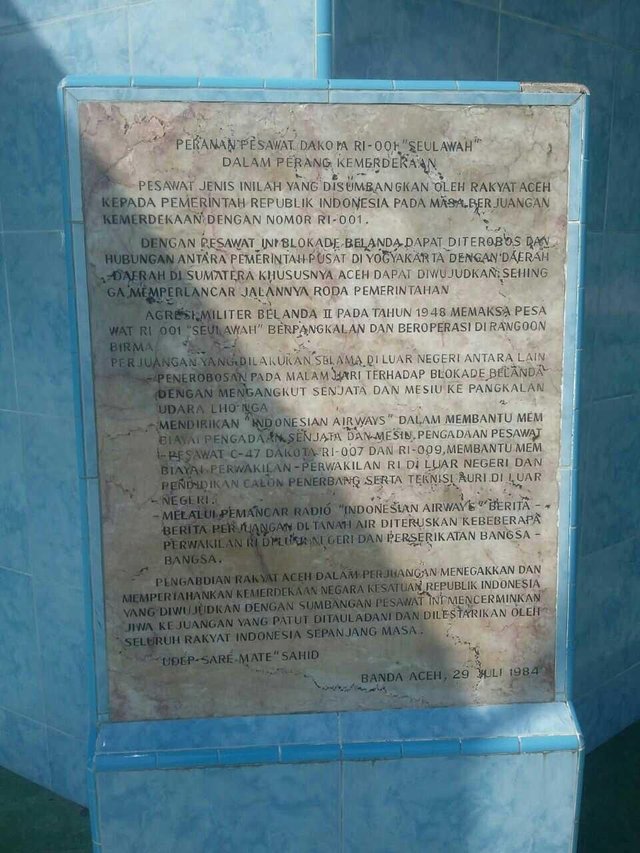 PERANAN PESAWAT DAKOTA RI-001 "SEULAWAH"
DALAM PERANG KEMERDEKAAN
PESAWAT JENIS INILAH YANG DISUMBANGKAN OLEH RAKYAT ACEH
KEPADA PEMERINTAH REPUBLIK INDONESIA PADA MASA PERJUANGAN
KEMERDEKAAN DENGAN NOMOR RI-001.
DENGAN PESAWAT INI BLOKADE BELANDA DAPAT DITEROBOS DAN
HUBUNGAN ANTARA PEMERINTAH PUSAT DI YOGYAKARTA DENGAN DAERAH
-DAERAH DI SUMATERA KHUSUSNYA ACEH DAPAT DIWUJUDKAN, SEHING
GA MEMPERLANCAR JALANNYA RODA PEMERINTAHAN
AGRESI MILITER BELANDA II PADA TAHUN 1948 MEMAKSA PESA
WAT RI-001 "SEULAWAH" BERPANGKALAN DAN BEROPERASI DI RANGOON
BIRMA.
PERJUANGAN YANG DILAKUKAN SELAMA DI LUAR NEGERI ANTARA LAIN
- PENEROBOSAN PADA MALAM HARI TERHADAP BLOKADE BELANDA
DENGAN MENGANGKUT SENJATA DAN MESIU KE PANGKALAN
UDARA LHO'NGA
- MENDIRIKAN "INDONESIAN AIRWAYS" DALAM MEMBANTU MEM
BIAYAI PENGADAAN SENJATA DAN MESIU, PENGADAAN PESAWAT
- PESAWAT C-47 DAKOTA RI-007 DAN RI-009, MEMBANTU MEM
BIAYAI PERWAKILAN-PERWAKILAN RI DI LUAR NEGERI DAN
PENDIDIKAN CALON PENERBANG SERTA TEKNISI AURI DI LUAR
NEGERI.
- MELALUI PEMANCAR RADIO "INDONESIAN AIRWAYS" BERITA-
BERITA PERJUANGAN DI TANAH AIR DITERUSKAN KEBEBERAPA
PERWAKILAN RI DI LUAR NEGERI DAN PERSERIKATAN BANGSA-
BANGSA.
PENGABDIAN RAKYAT ACEH DALAM PERJUANGAN MENEGAKKAN DAN
MEMPERTAHANKAN KEMERDEKAAN NEGARA KESATUAN REPUBLIK INDONESIA
YANG DIWUJUDKAN DENGAN SUMBANGAN PESAWAT INI MENCERMINKAN
JIWA KEJUANGAN YANG PATUT DITAULADANI DAN DILESTARIKAN OLEH
SELURUH RAKYAT INDONESIA SEPANJANG MASA.
UDEP SARE MATE "SAHID
BANDA ACEH, 29 JULI 1984